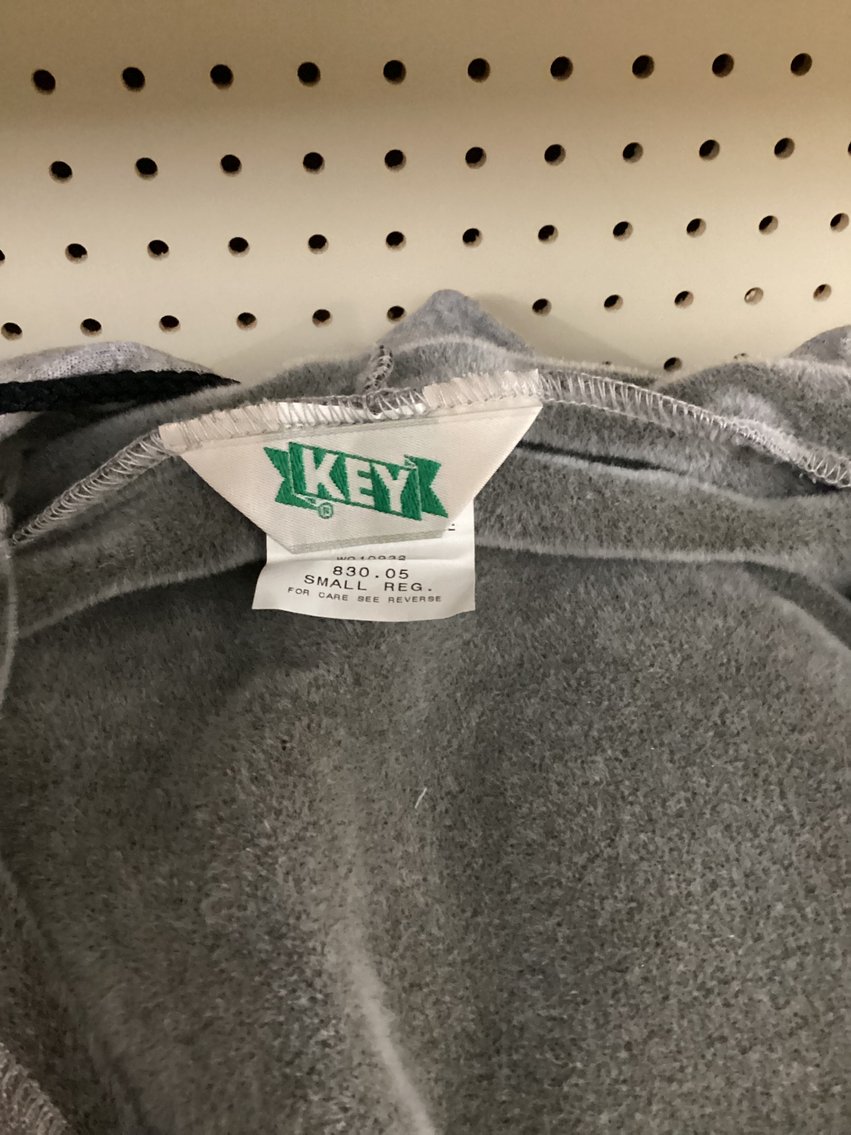 KEY
®
830.05
SMALL REG.
FOR CARE SEE REVERSE